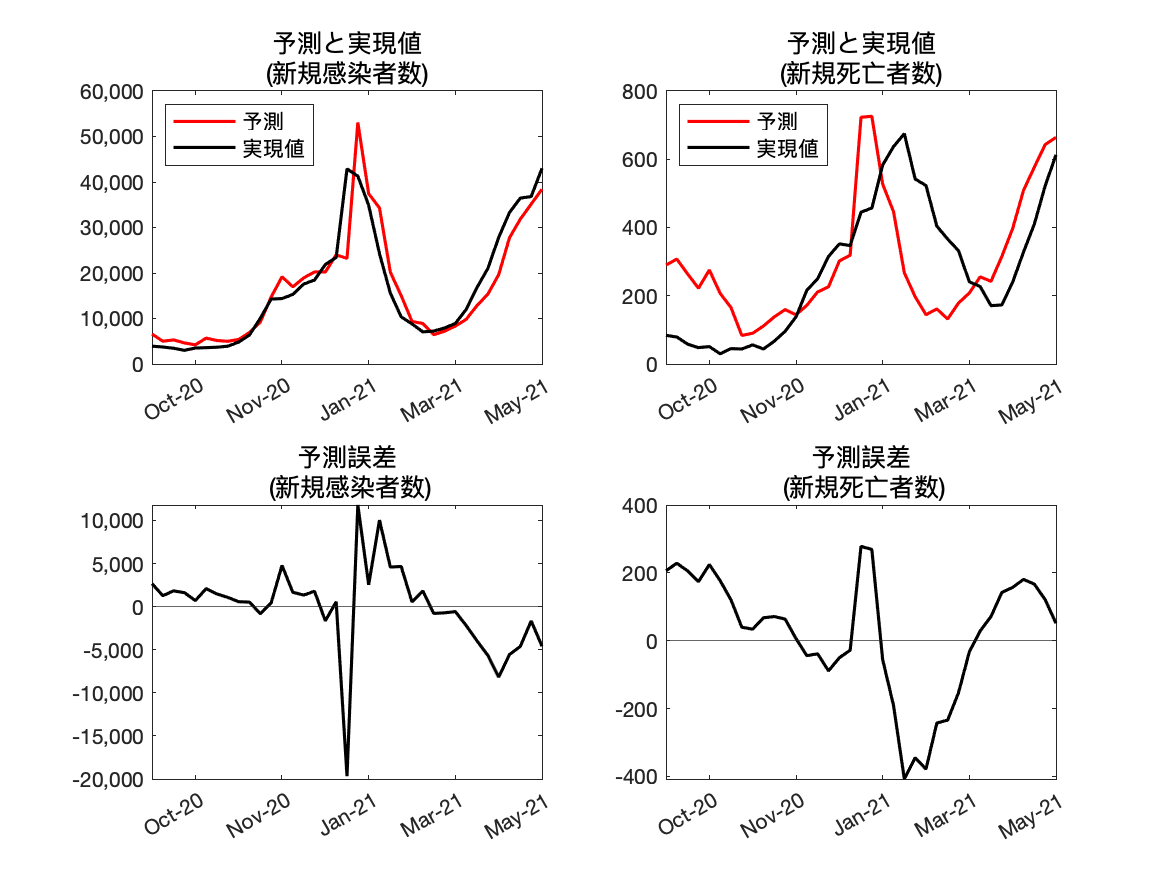 予測と実現値
(新規感染者数)
60,000
50,000
40,000
30,000
20,000
10,000
0
予測
実現値
Oct-20
Nov-20
Jan-21
Mar-21
May-21
予測と実現値
(新規死亡者数)
800
600
400
200
0
予測
実現値
Oct-20
Nov-20
Jan-21
Mar-21
May-21
予測誤差
(新規感染者数)
10,000
5,000
0
-5,000
-10,000
-15,000
-20,000
Oct-20
Nov-20
Jan-21
Mar-21
May-21
予測誤差
(新規死亡者数)
400
200
0
-200
-400
Oct-20
Nov-20
Jan-21
Mar-21
May-21